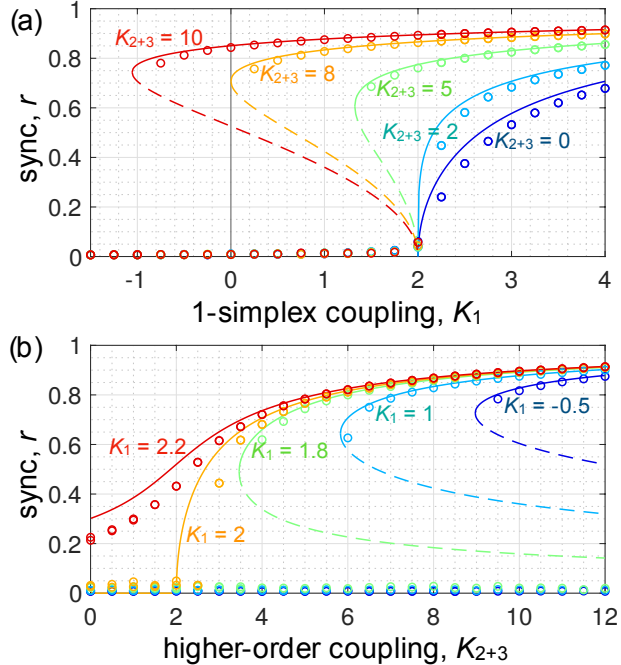 (a)
1
0.8
0.6
0.4
0.2
0
sync, r
K2+3 = 10
K2+3 = 8
K2+3 = 5
K2+3 = 2
K2+3 = 0
-1 0 1 2 3 4
1-simplex coupling, K1
(b)
1
0.8
0.6
0.4
0.2
0
sync, r
K1 = 2.2
K1 = 2
K1 = 1.8
K1 = 1
K1 = -0.5
0 2 4 6 8 10 12
higher-order coupling, K2+3